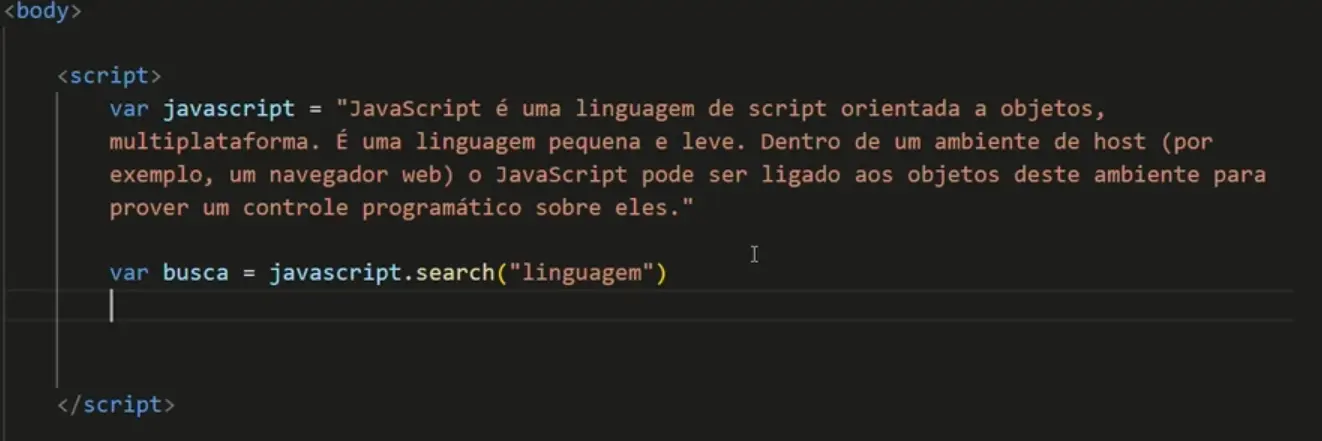 <body>
<script>
var javascript = "JavaScript é uma linguagem de script orientada a objetos,
multiplataforma. É uma linguagem pequena e leve. Dentro de um ambiente de host (por
exemplo, um navegador web) o JavaScript pode ser ligado aos objetos deste ambiente para
prover um controle programático sobre eles."
var busca = javascript.search("linguagem")
</script>